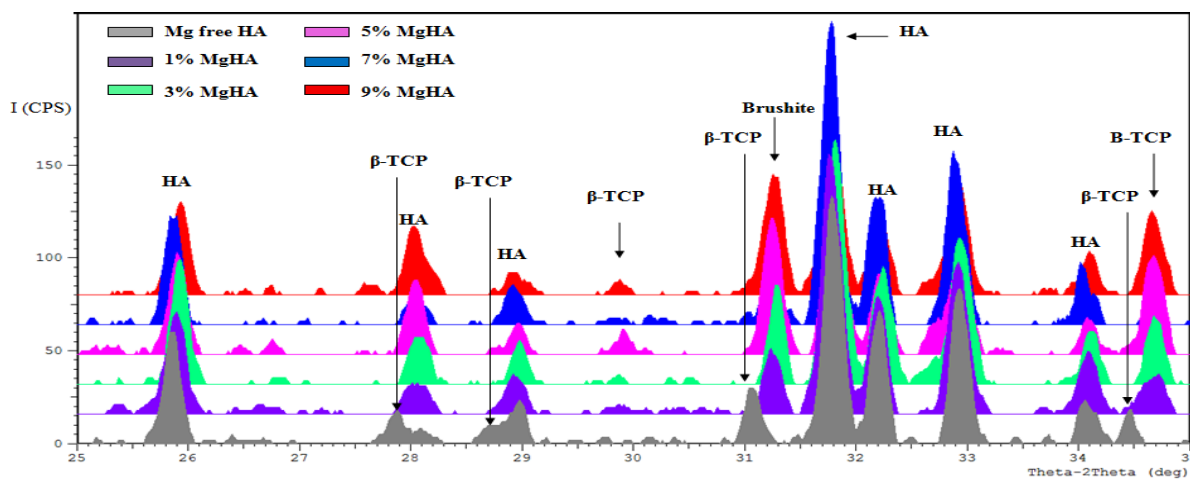 Mg free HA
1% MgHA
3% MgHA
5% MgHA
7% MgHA
9% MgHA
I (CPS)
150
100
50
0
HA
β-TCP
HA
β-TCP
HA
β-TCP
β-TCP
Brushite
HA
HA
HA
HA
β-TCP
B-TCP
25 26 27 28 29 30 31 32 33 34
Theta-2Theta (deg)